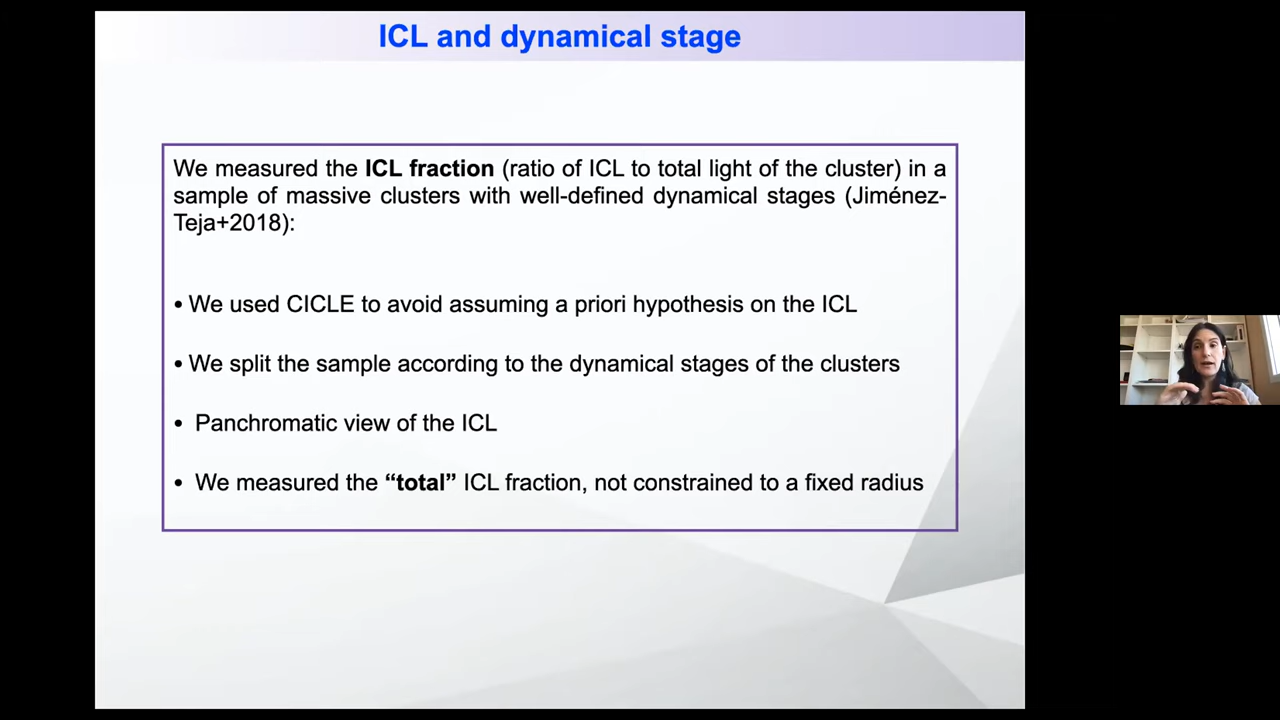 ICL and dynamical stage
We measured the ICL fraction (ratio of ICL to total light of the cluster) in a
sample of massive clusters with well-defined dynamical stages (Jiménez-
Teja+2018):
• We used CICLE to avoid assuming a priori hypothesis on the ICL
• We split the sample according to the dynamical stages of the clusters
• Panchromatic view of the ICL
• We measured the “total” ICL fraction, not constrained to a fixed radius